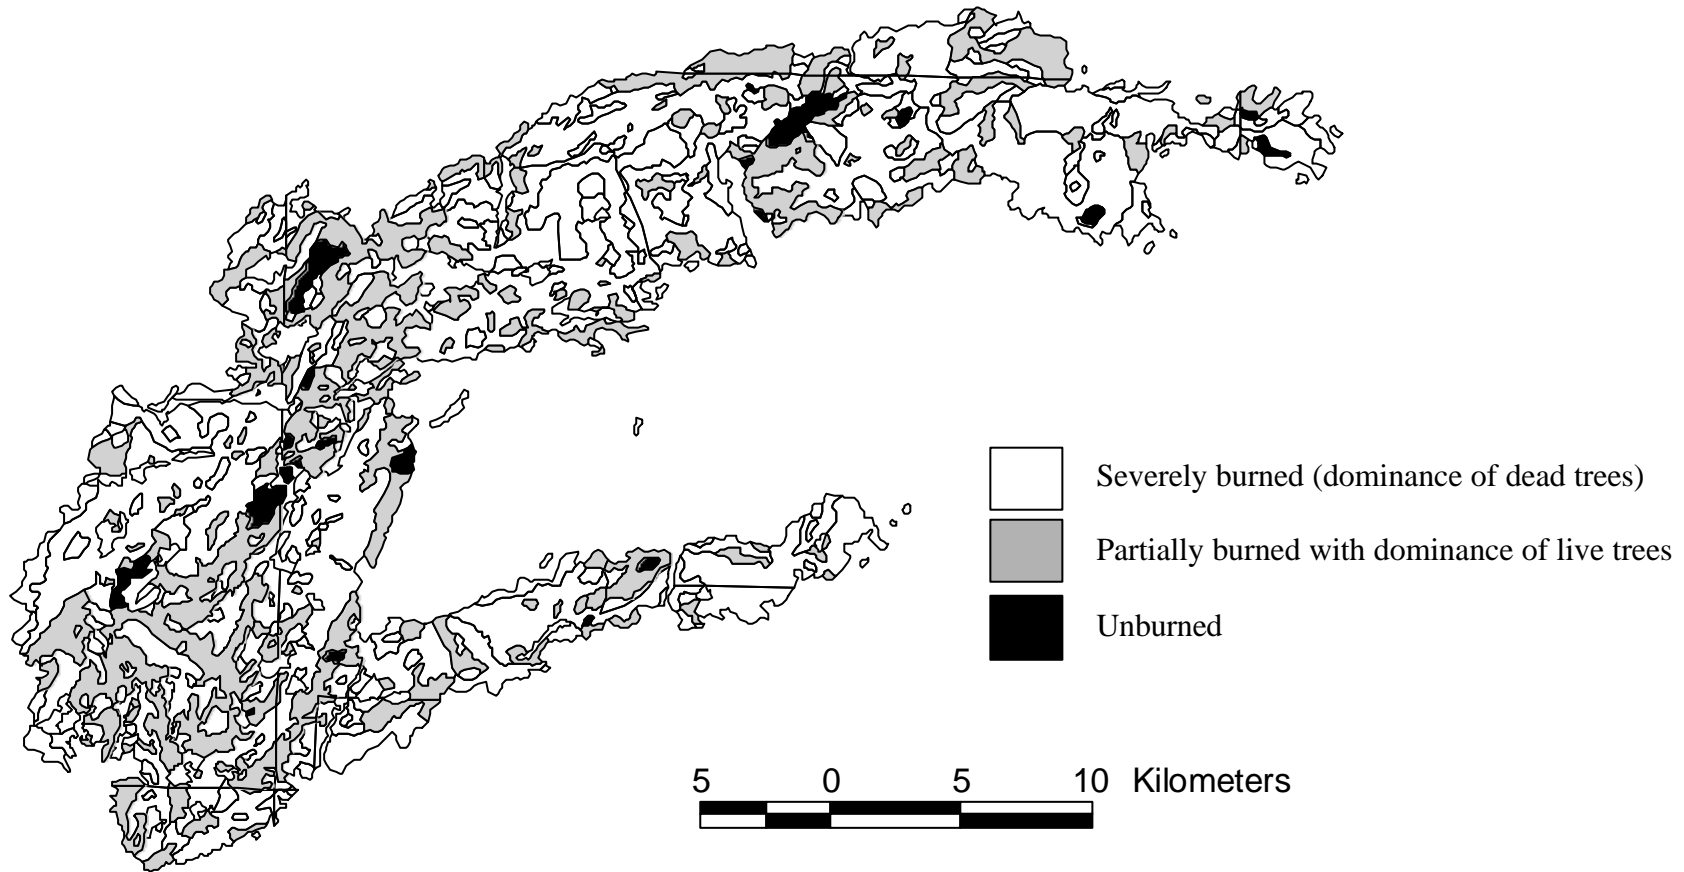 Severely burned (dominance of dead trees)
Partially burned with dominance of live trees
Unburned
5 0 5 10 Kilometers